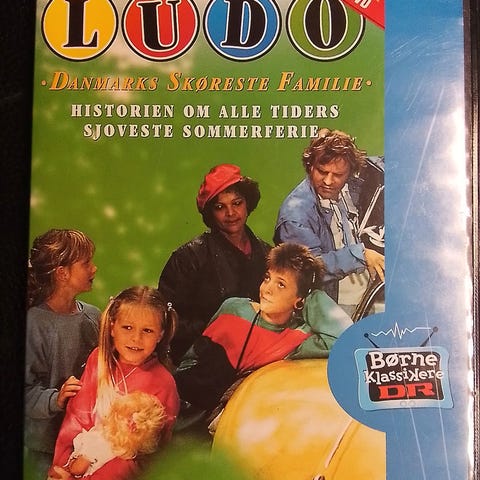 LUDO
·DANMARKS SKØRESTE FAMILIE·
HISTORIEN OM ALLE TIDERS
SJOVESTE SOMMERFERIE
Børne
Klassikere
DR